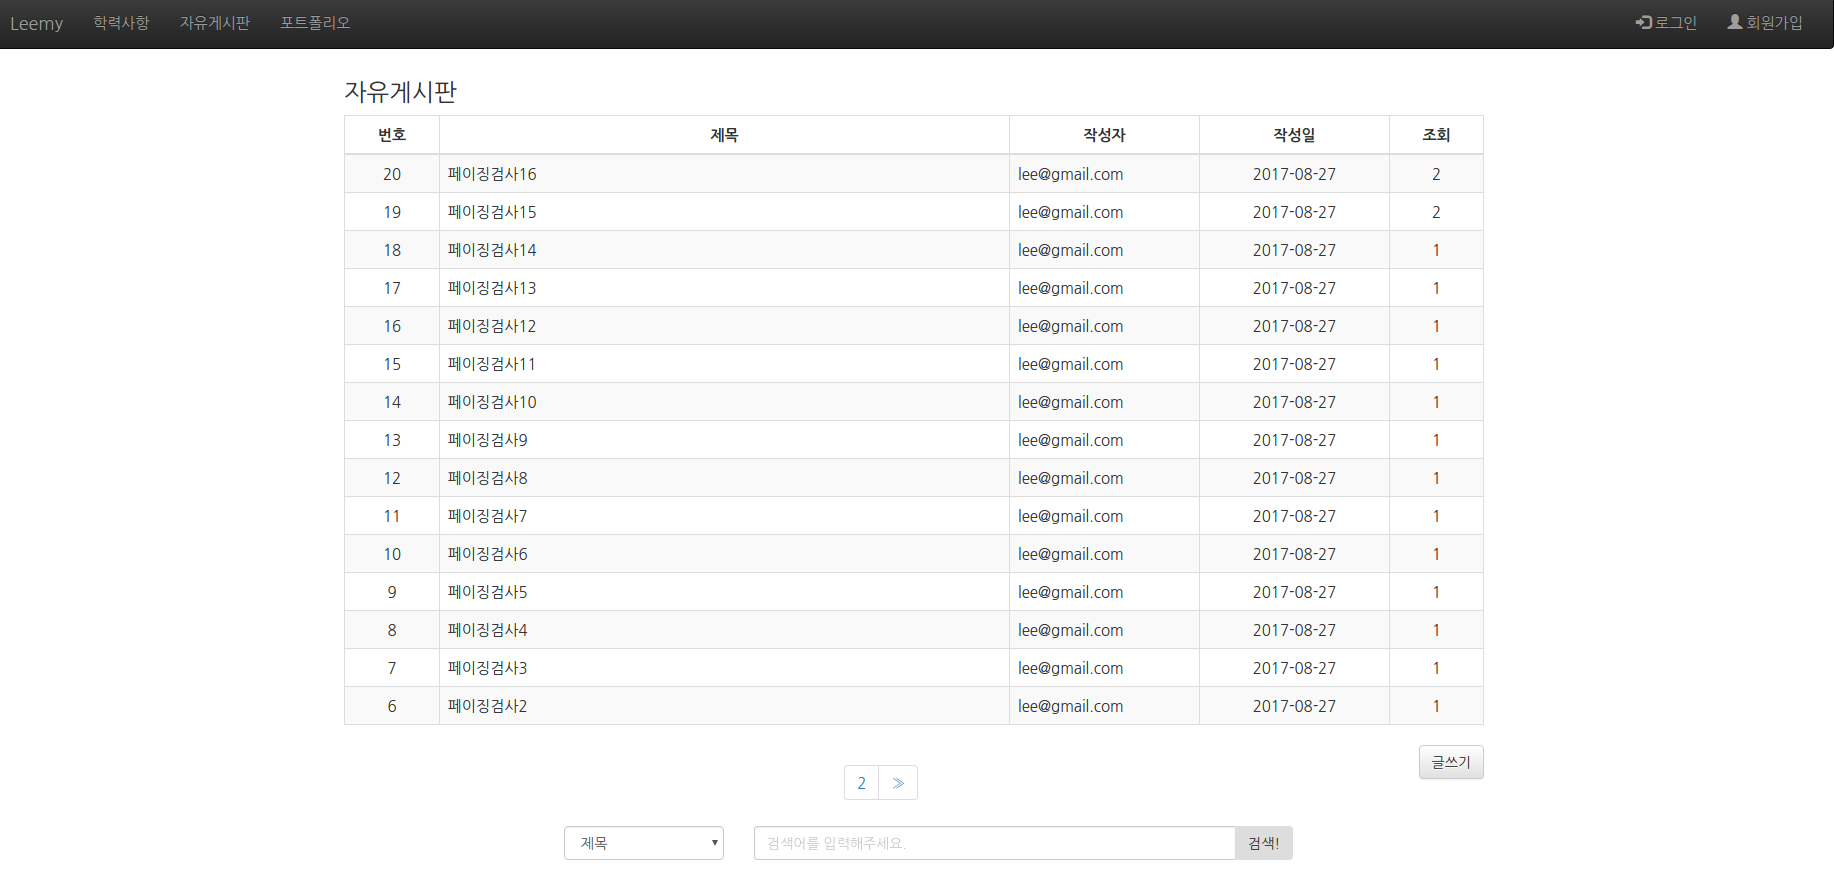 Leemy 학력사항 자유게시판 포트폴리오 로그인 회원가입
자유게시판
번호 제목 작성자 작성일 조회
20 페이징검사16 lee@gmail.com 2017-08-27 2
19 페이징검사15 lee@gmail.com 2017-08-27 2
18 페이징검사14 lee@gmail.com 2017-08-27 1
17 페이징검사13 lee@gmail.com 2017-08-27 1
16 페이징검사12 lee@gmail.com 2017-08-27 1
15 페이징검사11 lee@gmail.com 2017-08-27 1
14 페이징검사10 lee@gmail.com 2017-08-27 1
13 페이징검사9 lee@gmail.com 2017-08-27 1
12 페이징검사8 lee@gmail.com 2017-08-27 1
11 페이징검사7 lee@gmail.com 2017-08-27 1
10 페이징검사6 lee@gmail.com 2017-08-27 1
9 페이징검사5 lee@gmail.com 2017-08-27 1
8 페이징검사4 lee@gmail.com 2017-08-27 1
7 페이징검사3 lee@gmail.com 2017-08-27 1
6 페이징검사2 lee@gmail.com 2017-08-27 1
글쓰기
2 »
제목 검색어를 입력해주세요. 검색!